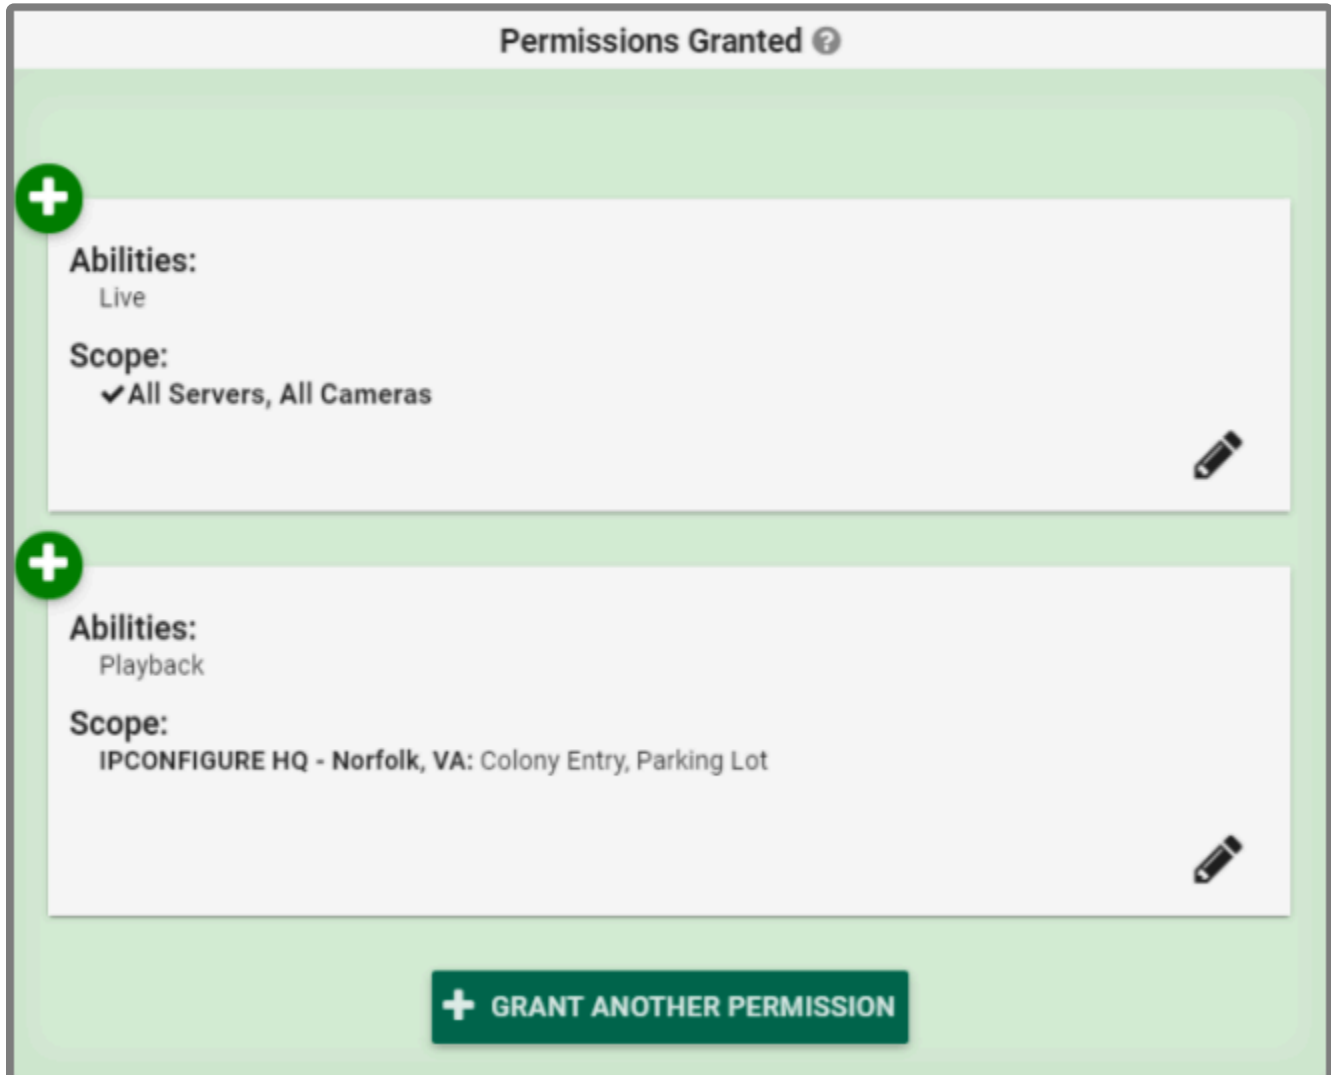 Permissions Granted ?
Abilities:
Live
Scope:
✔All Servers, All Cameras
Abilities:
Playback
Scope:
IPCONFIGURE HQ - Norfolk, VA: Colony Entry, Parking Lot
GRANT ANOTHER PERMISSION